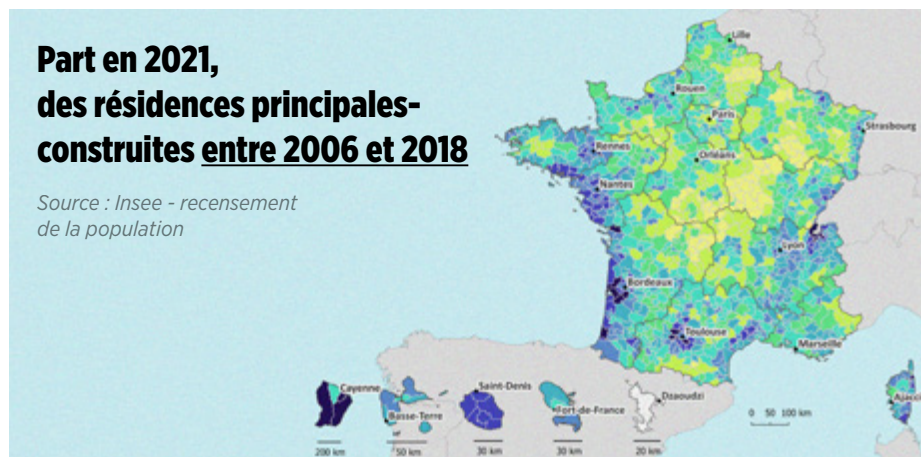 Part en 2021,
des résidences principales-
construites entre 2006 et 2018
Source : Insee - recensement
de la population
Lille
Rouen
Paris
Strasbourg
Rennes
Orléans
Nantes
Lyon
Bordeaux
Toulouse
Marseille
Cayenne
Basse-Terre
Saint-Denis
Fort-de-France
Dzaoudzi
0 50 100 km
Ajacci
200 km
50 km
30 km
30 km
20 km